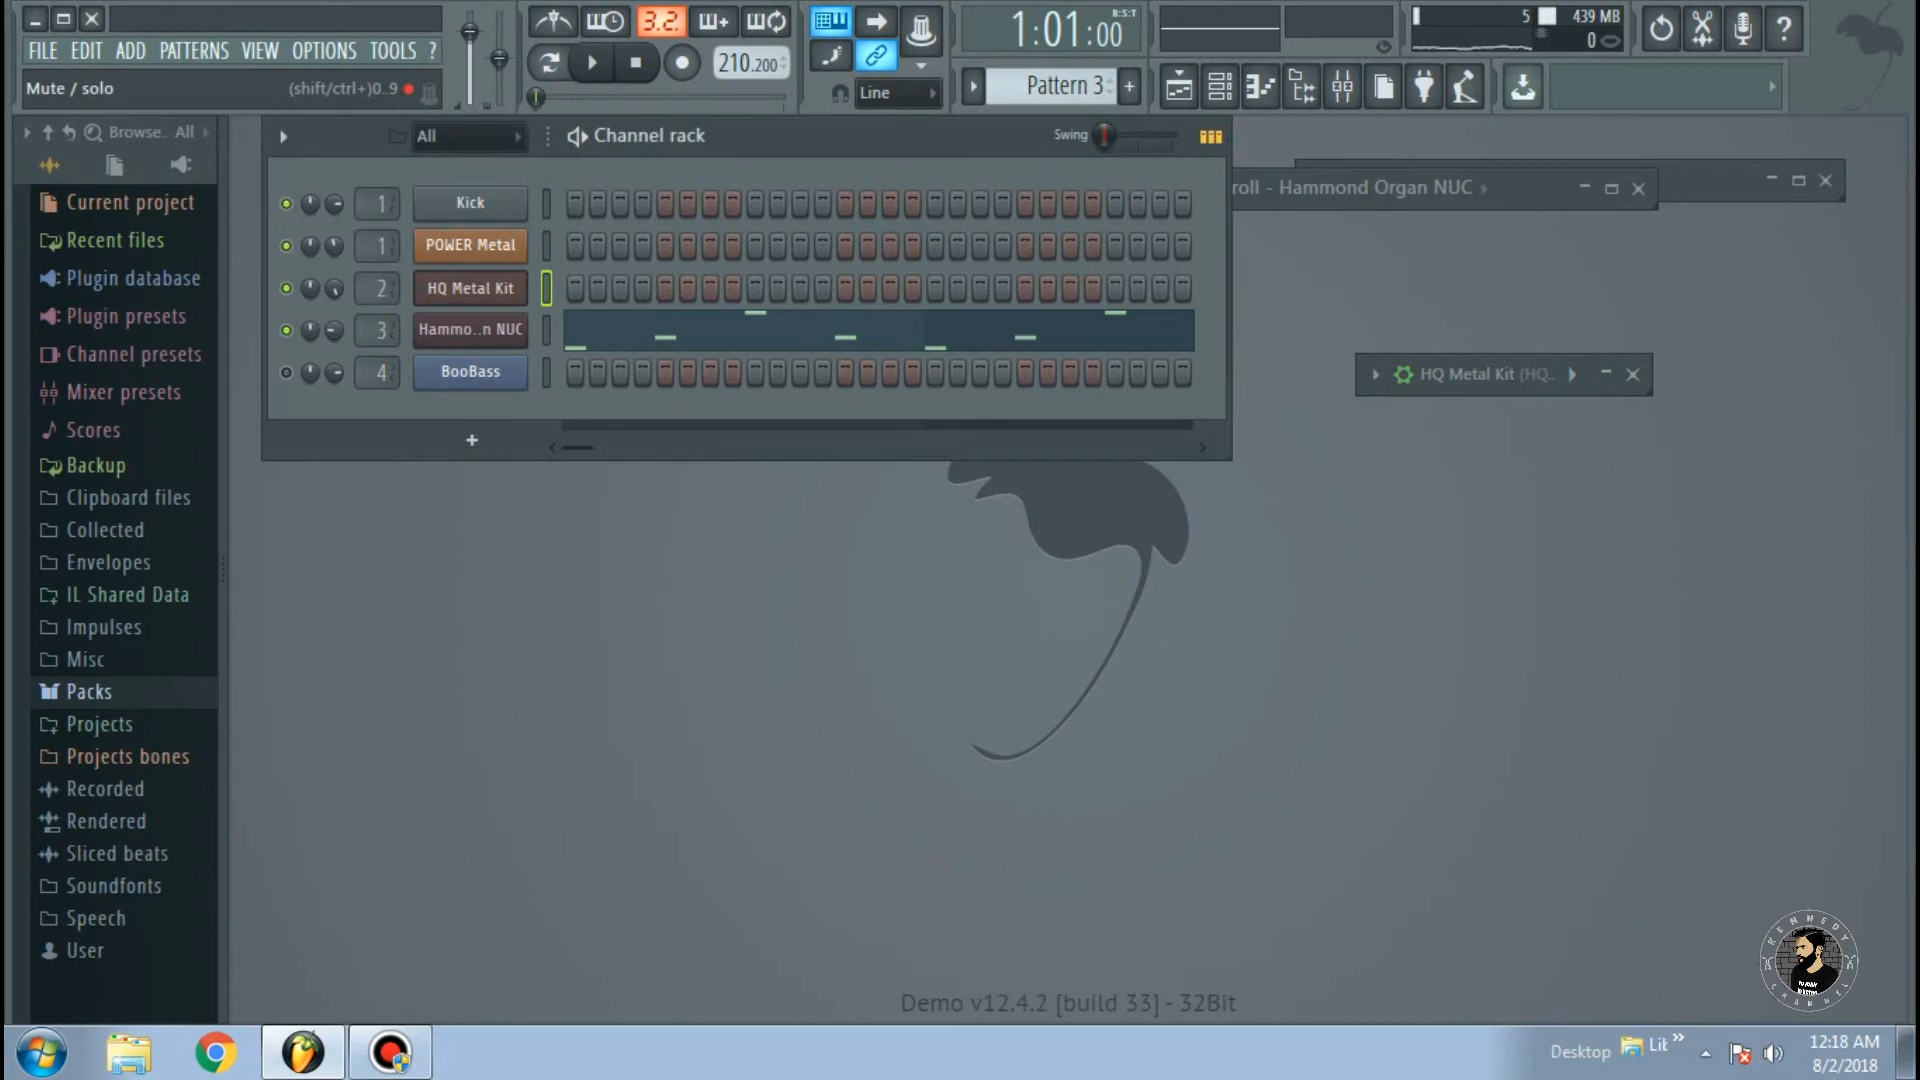 FILE EDIT ADD PATTERNS VIEW OPTIONS TOOLS ?
Mute / solo (shift/ctrl+)0..9
3.2.
210.200
Line
1:01:00
B:S:T
Pattern 3
5 439 MB
0
?
Browse.. All
Current project
Recent files
Plugin database
Plugin presets
Channel presets
Mixer presets
Scores
Backup
Clipboard files
Collected
Envelopes
IL Shared Data
Impulses
Misc
Packs
Projects
Projects bones
Recorded
Rendered
Sliced beats
Soundfonts
Speech
User
All
Channel rack
Swing
1 Kick
1 POWER Metal
2 HQ Metal Kit
3 Hammo..n NUC
4 BooBass
+
roll - Hammond Organ NUC
HQ Metal Kit (HQ..
Demo v12.4.2 [build 33] - 32Bit
KENNEDY
CHANNEL
Desktop
Lib
12:18 AM
8/2/2018